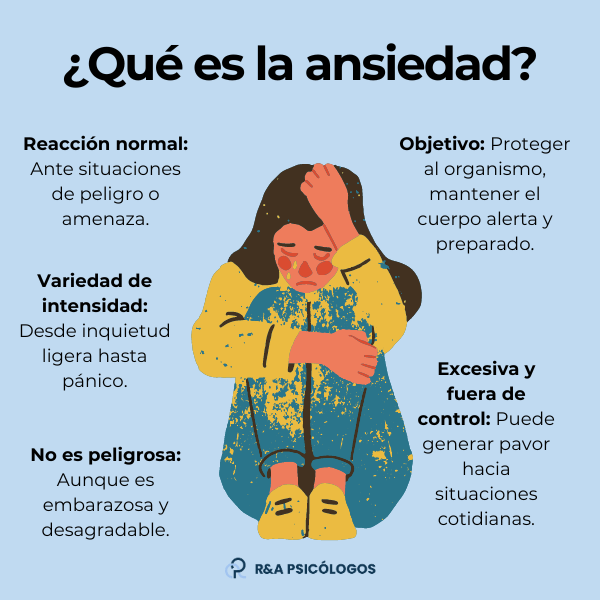 ¿Qué es la ansiedad?
Reacción normal:
Ante situaciones
de peligro o
amenaza.
Variedad de
intensidad:
Desde inquietud
ligera hasta
pánico.
No es peligrosa:
Aunque es
embarazosa y
desagradable.
Objetivo: Proteger
al organismo,
mantener el
cuerpo alerta y
preparado.
Excesiva y
fuera de
control: Puede
generar pavor
hacia
situaciones
cotidianas.
R&A PSICÓLOGOS